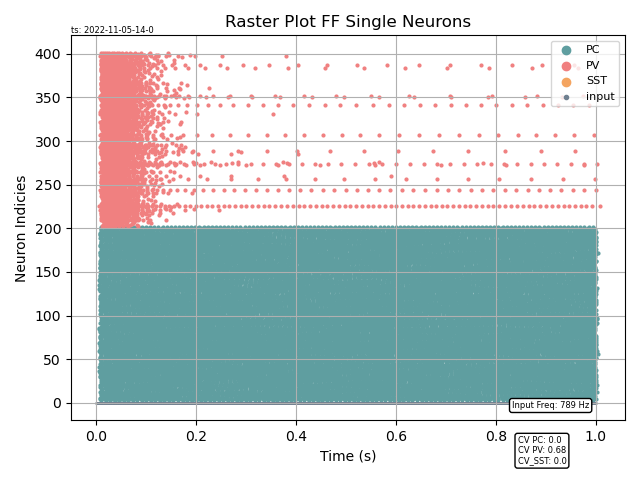 Raster Plot FF Single Neurons
ts: 2022-11-05-14-0
PC
PV
SST
input
Neuron Indicies
400
350
300
250
200
150
100
50
0
Input Freq: 789 Hz
0.0 0.2 0.4 0.6 0.8 1.0
Time (s)
CV PC: 0.0
CV PV: 0.68
CV_SST: 0.0